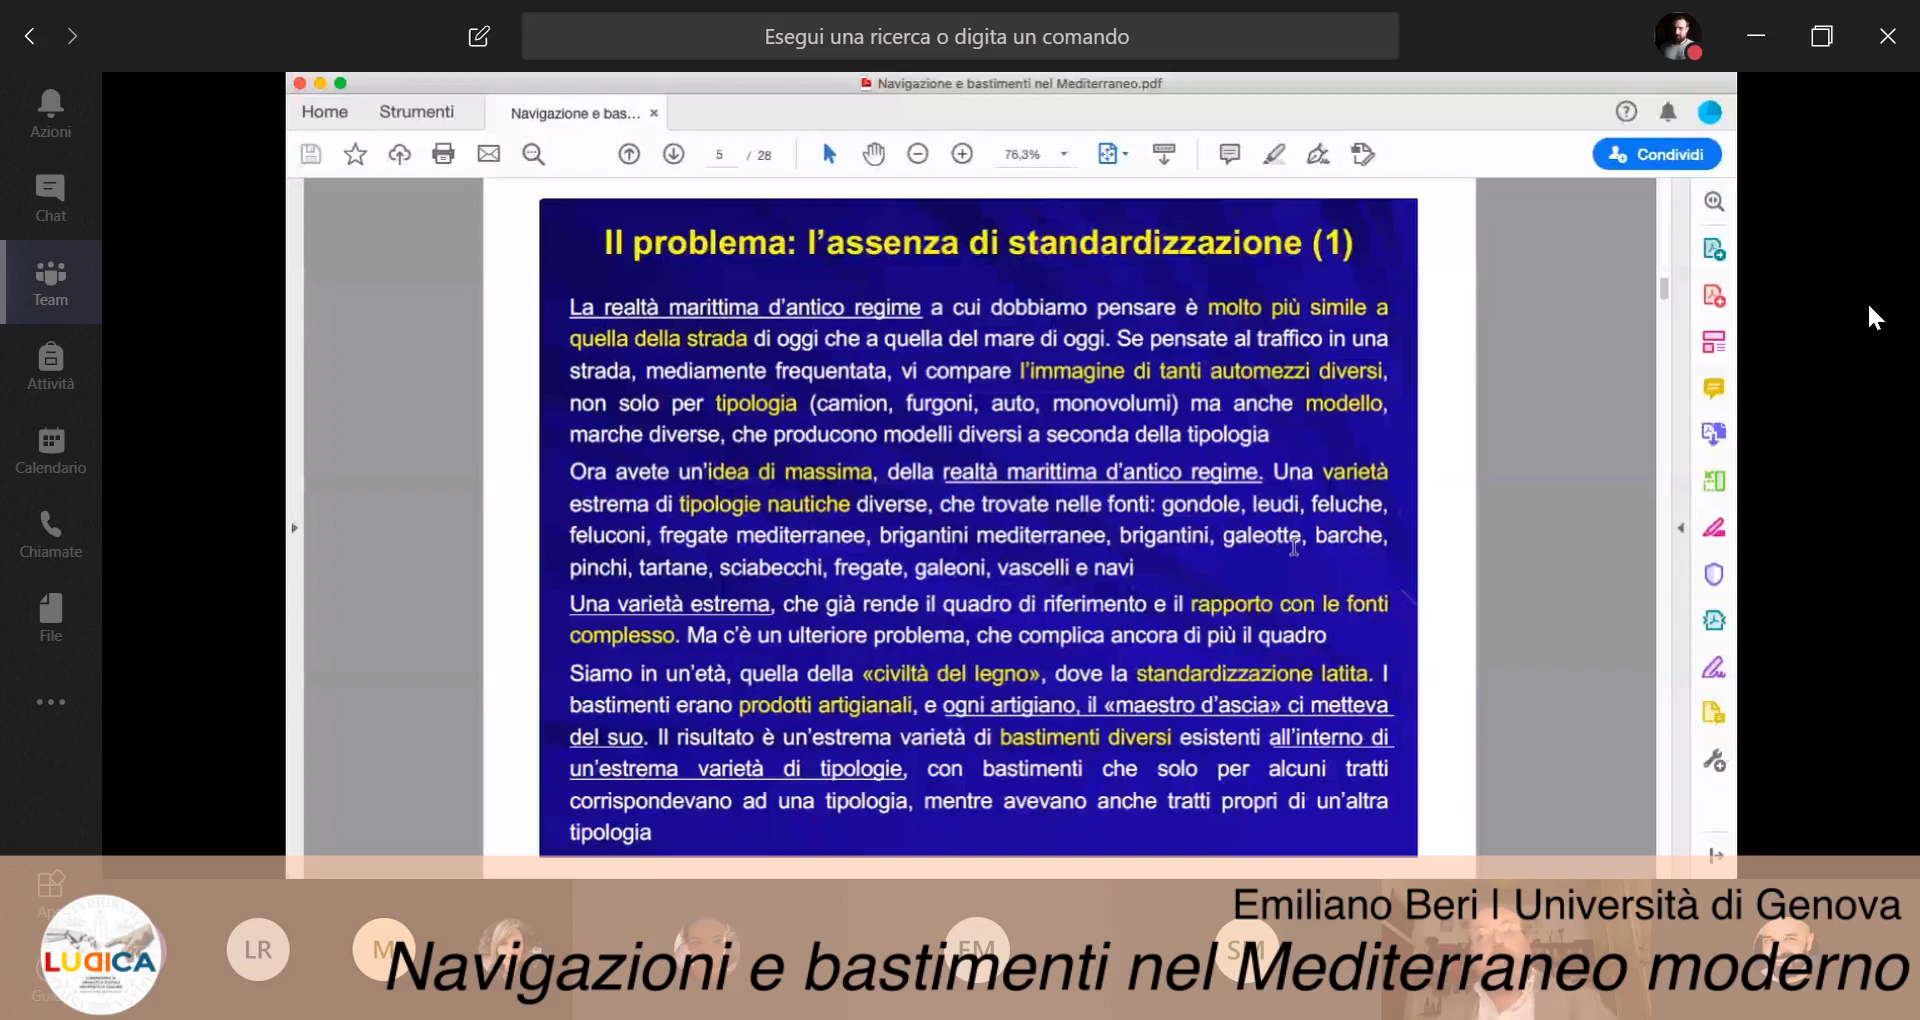 Esegui una ricerca o digita un comando
Azioni
Chat
Team
Attività
Calendario
Chiamate
File
Navigazione e bastimenti nel Mediterraneo.pdf
Home
Strumenti
Navigazione e bas...
5 / 28
76,3%
Condividi
Il problema: l'assenza di standardizzazione (1)
La realtà marittima d'antico regime a cui dobbiamo pensare è molto più simile a
quella della strada di oggi che a quella del mare di oggi. Se pensate al traffico in una
strada, mediamente frequentata, vi compare l'immagine di tanti automezzi diversi,
non solo per tipologia (camion, furgoni, auto, monovolumi) ma anche modello,
marche diverse, che producono modelli diversi a seconda della tipologia
Ora avete un'idea di massima, della realtà marittima d'antico regime. Una varietà
estrema di tipologie nautiche diverse, che trovate nelle fonti: gondole, leudi, feluche,
feluconi, fregate mediterranee, brigantini mediterranee, brigantini, galeotte, barche,
pinchi, tartane, sciabecchi, fregate, galeoni, vascelli e navi
Una varietà estrema, che già rende il quadro di riferimento e il rapporto con le fonti
complesso. Ma c'è un ulteriore problema, che complica ancora di più il quadro
Siamo in un'età, quella della «civiltà del legno», dove la standardizzazione latita. I
bastimenti erano prodotti artigianali, e ogni artigiano, il «maestro d'ascia» ci metteva
del suo. Il risultato è un'estrema varietà di bastimenti diversi esistenti all'interno di
un'estrema varietà di tipologie, con bastimenti che solo per alcuni tratti
corrispondevano ad una tipologia, mentre avevano anche tratti propri di un'altra
tipologia
LUDICA
LR
M
FM
SM
Emiliano Beri | Università di Genova
Navigazioni e bastimenti nel Mediterraneo moderno